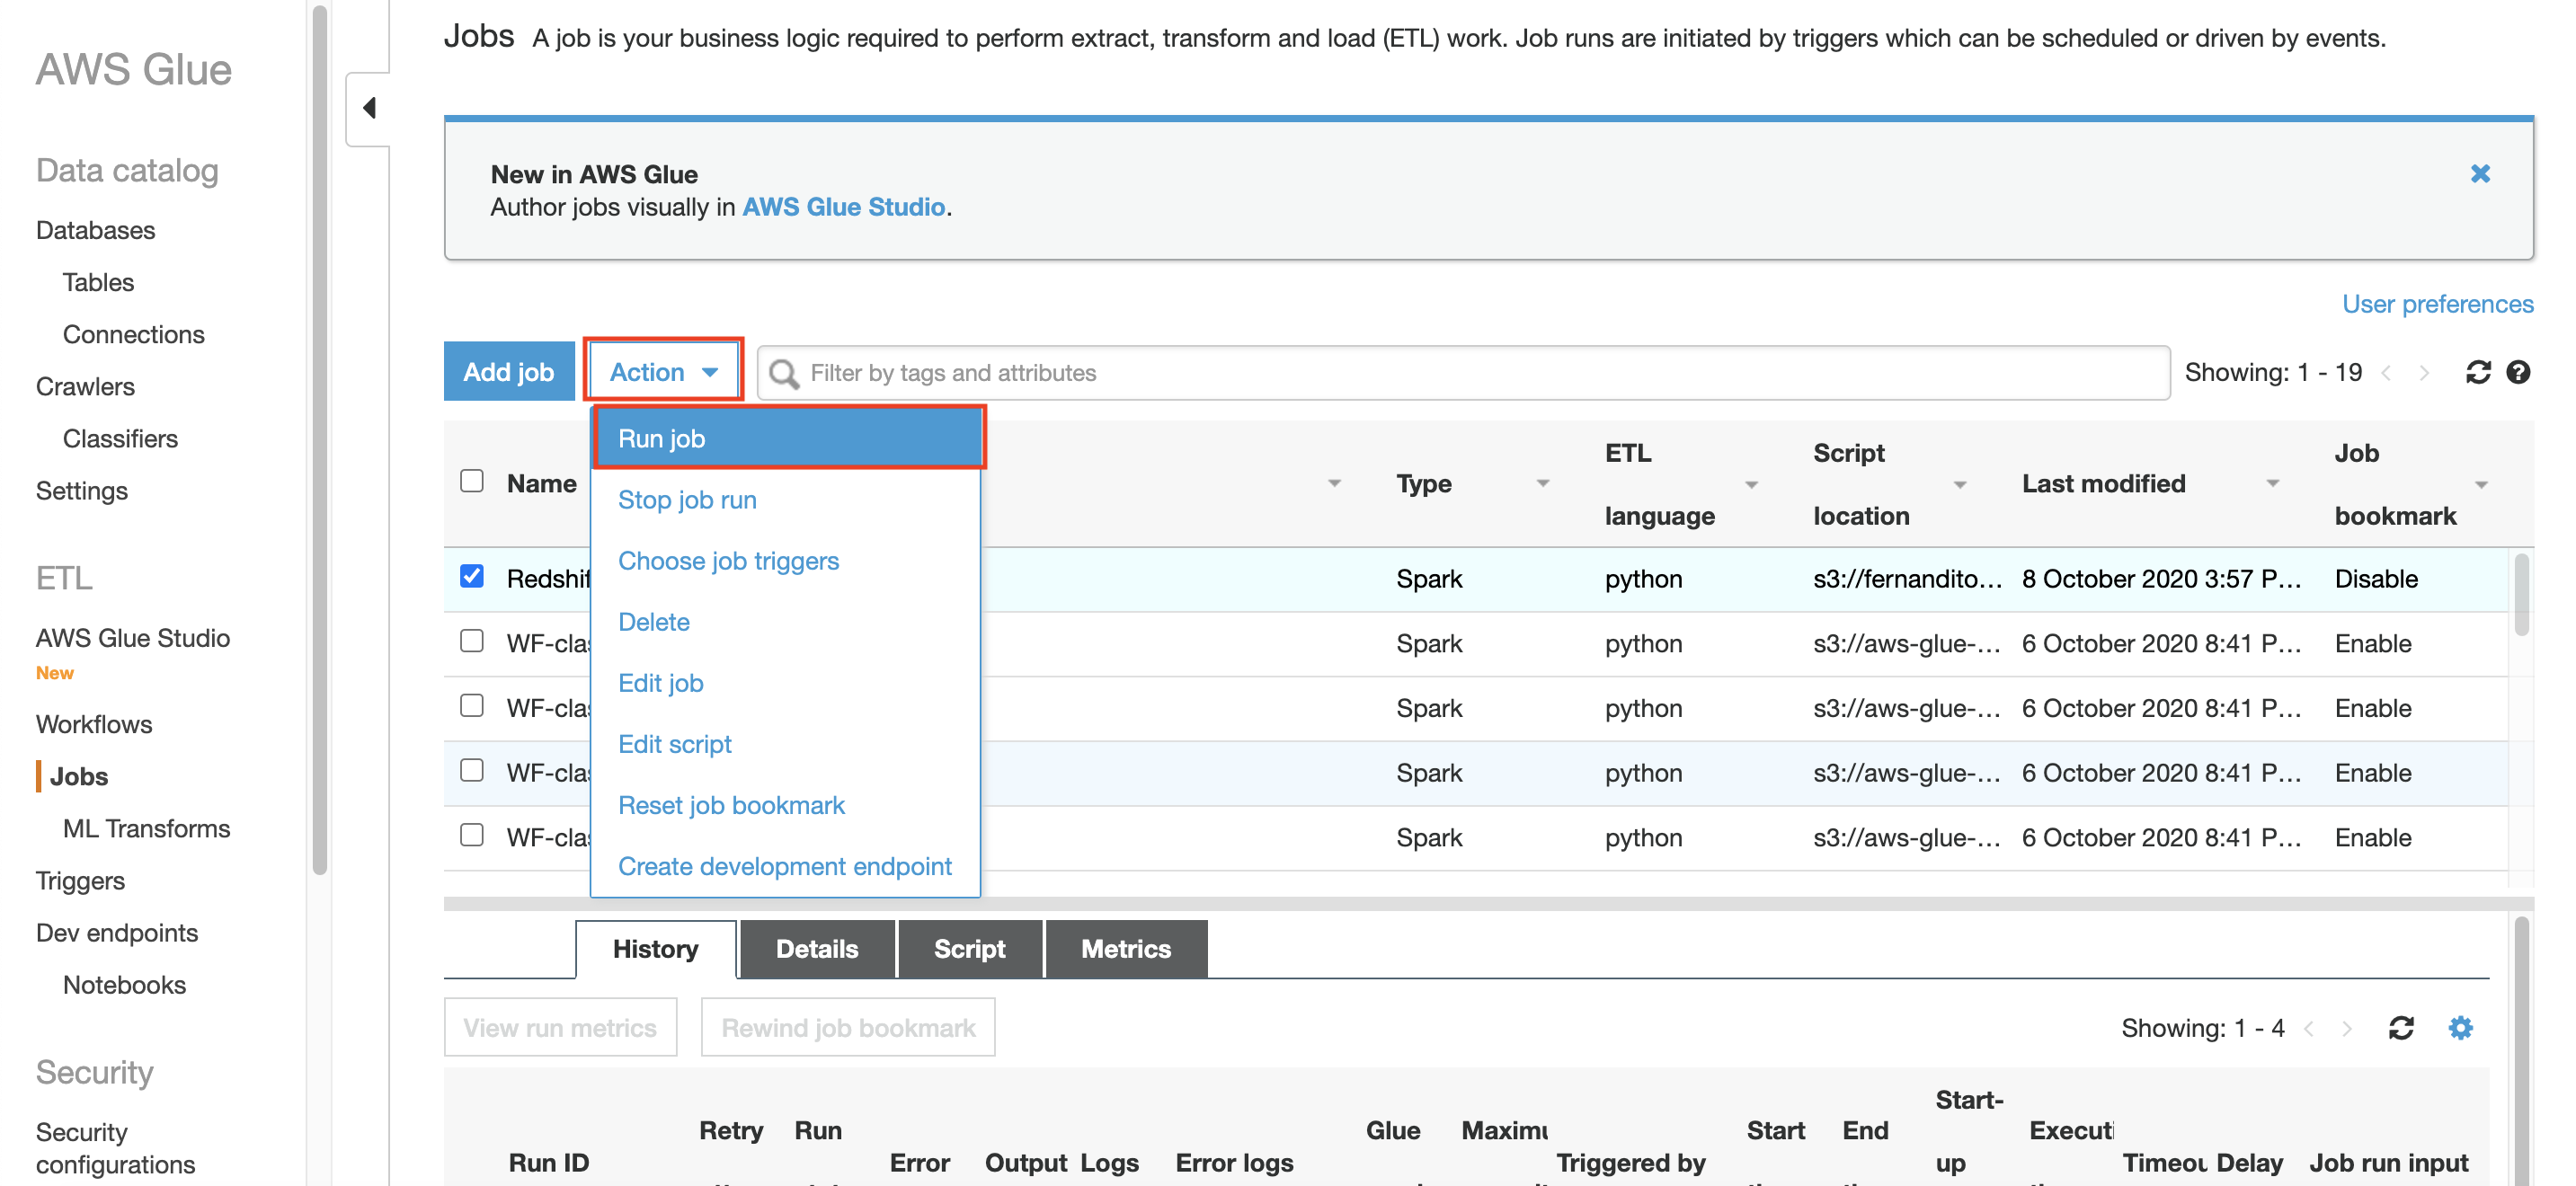 AWS Glue
Data catalog
Databases
Tables
Connections
Crawlers
Classifiers
Settings
ETL
AWS Glue Studio
New
Workflows
Jobs
ML Transforms
Triggers
Dev endpoints
Notebooks
Security
Security
configurations
Jobs A job is your business logic required to perform extract, transform and load (ETL) work. Job runs are initiated by triggers which can be scheduled or driven by events.
New in AWS Glue
Author jobs visually in AWS Glue Studio.
User preferences
Add job Action Filter by tags and attributes Showing: 1 - 19
Run job
Stop job run
Choose job triggers
Delete
Edit job
Edit script
Reset job bookmark
Create development endpoint
Name Type ETL language Script location Last modified Job bookmark
Redshif Spark python s3://fernandito... 8 October 2020 3:57 P... Disable
WF-clas Spark python s3://aws-glue-... 6 October 2020 8:41 P... Enable
WF-clas Spark python s3://aws-glue-... 6 October 2020 8:41 P... Enable
WF-clas Spark python s3://aws-glue-... 6 October 2020 8:41 P... Enable
WF-clas Spark python s3://aws-glue-... 6 October 2020 8:41 P... Enable
History Details Script Metrics
View run metrics Rewind job bookmark Showing: 1 - 4
Start-
Retry Run Glue Maximu Start End Executi
Run ID Error Output Logs Error logs Triggered by up Timeou Delay Job run input